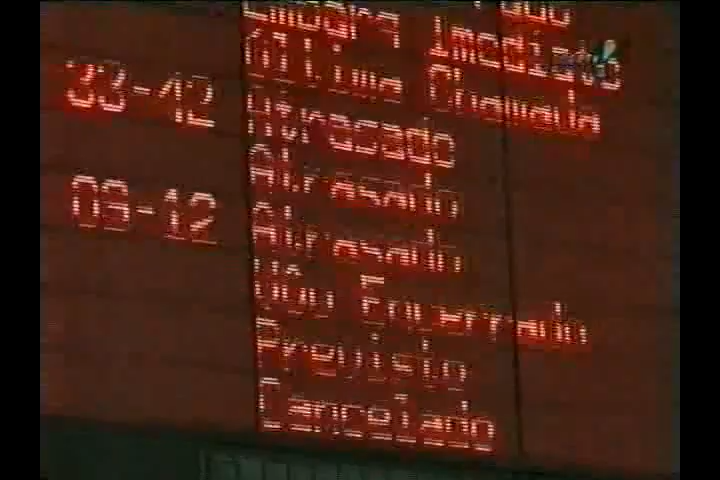 Embarq Imediato
Última Chamada
33-42 Atrasado
Atrasado
09-12 Atrasado
Vôo Encerrado
Previsto
Cancelado